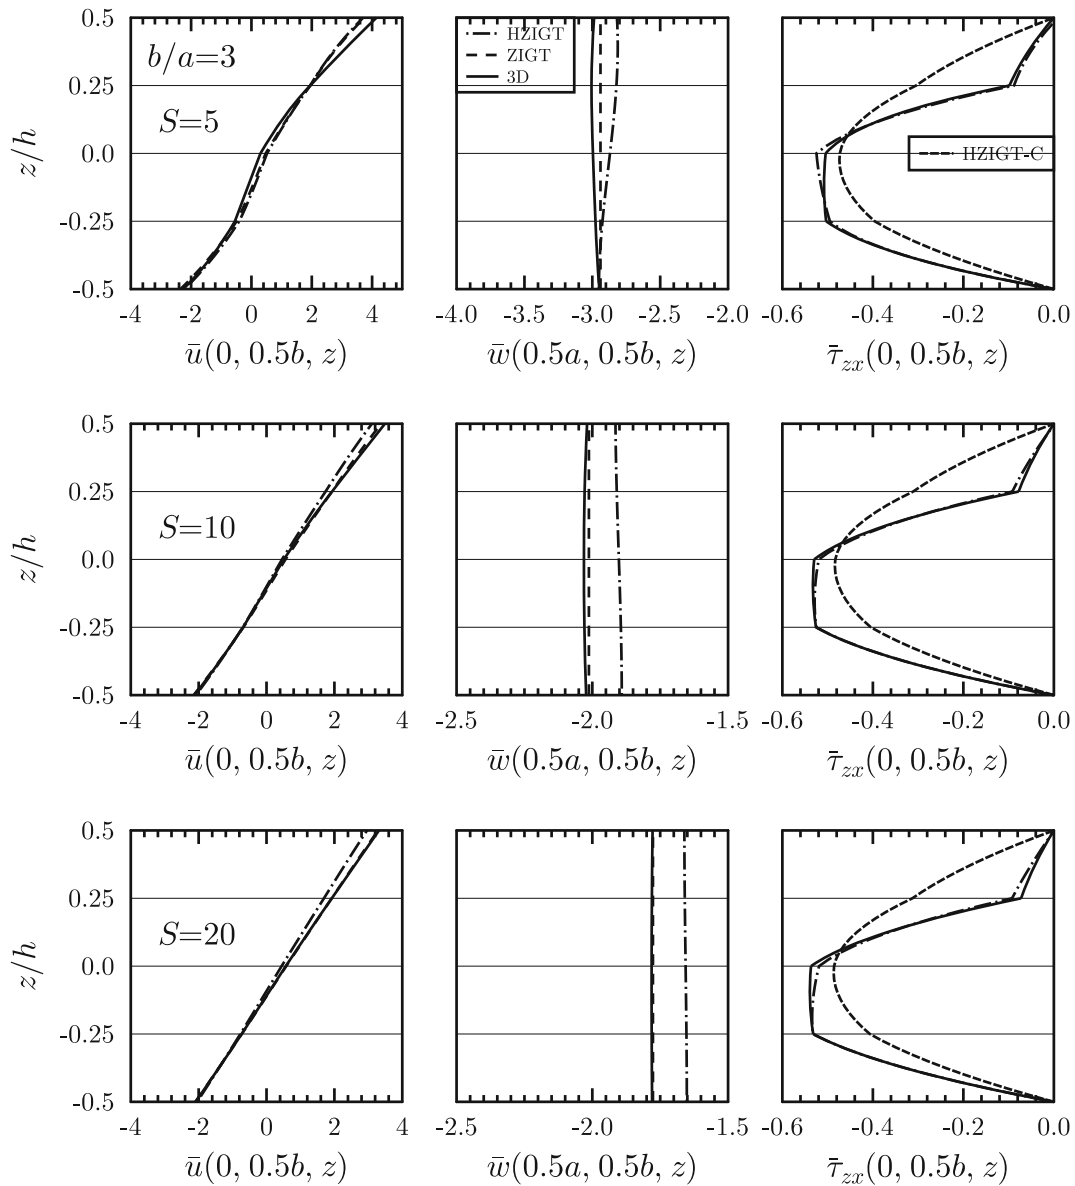 0.5
0.25
0.0
-0.25
-0.5
z/h
b/a=3
S=5
-4 -2 0 2 4
ū(0, 0.5b, z)
HZIGT
ZIGT
3D
-4.0 -3.5 -3.0 -2.5 -2.0
w̄(0.5a, 0.5b, z)
HZIGT-C
-0.6 -0.4 -0.2 0.0
τ̄zx(0, 0.5b, z)
0.5
0.25
0.0
-0.25
-0.5
z/h
S=10
-4 -2 0 2 4
ū(0, 0.5b, z)
-2.5 -2.0 -1.5
w̄(0.5a, 0.5b, z)
-0.6 -0.4 -0.2 0.0
τ̄zx(0, 0.5b, z)
0.5
0.25
0.0
-0.25
-0.5
z/h
S=20
-4 -2 0 2 4
ū(0, 0.5b, z)
-2.5 -2.0 -1.5
w̄(0.5a, 0.5b, z)
-0.6 -0.4 -0.2 0.0
τ̄zx(0, 0.5b, z)